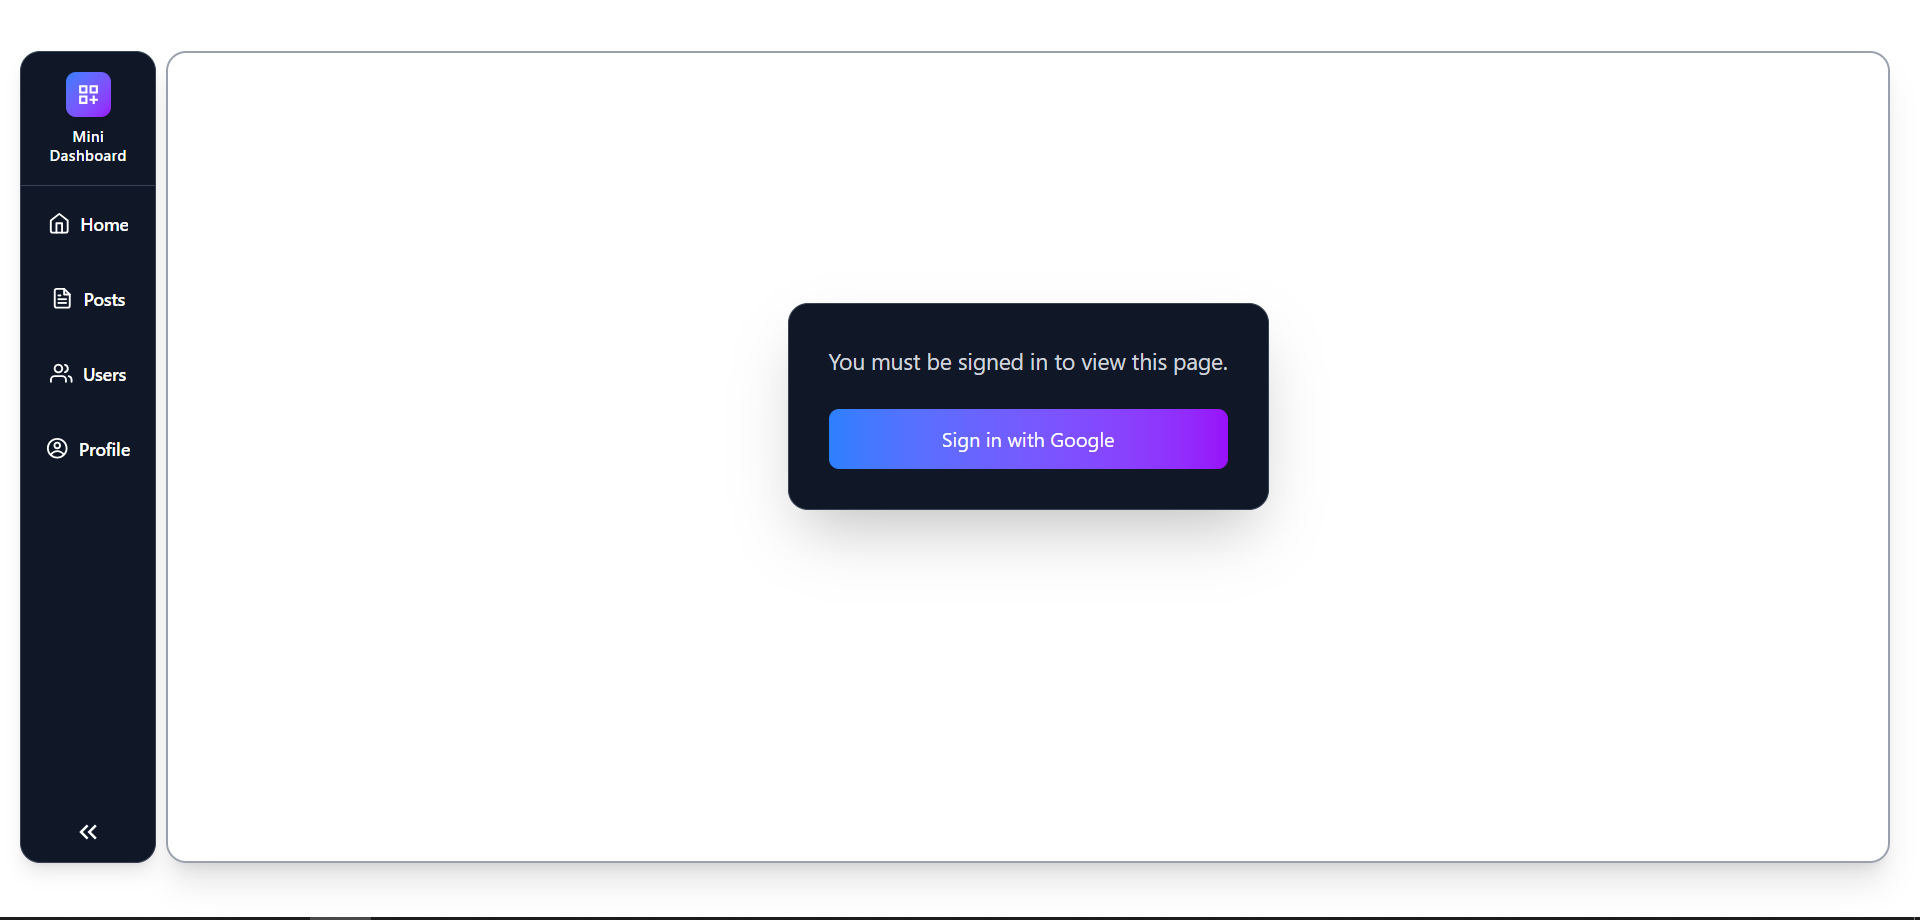 Mini
Dashboard
Home
Posts
Users
Profile
You must be signed in to view this page.
Sign in with Google